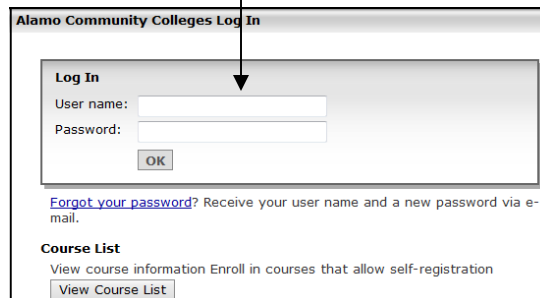 Alamo Community Colleges Log In
Log In
User name:
Password:
OK
Forgot your password? Receive your user name and a new password via e-
mail.
Course List
View course information Enroll in courses that allow self-registration
View Course List